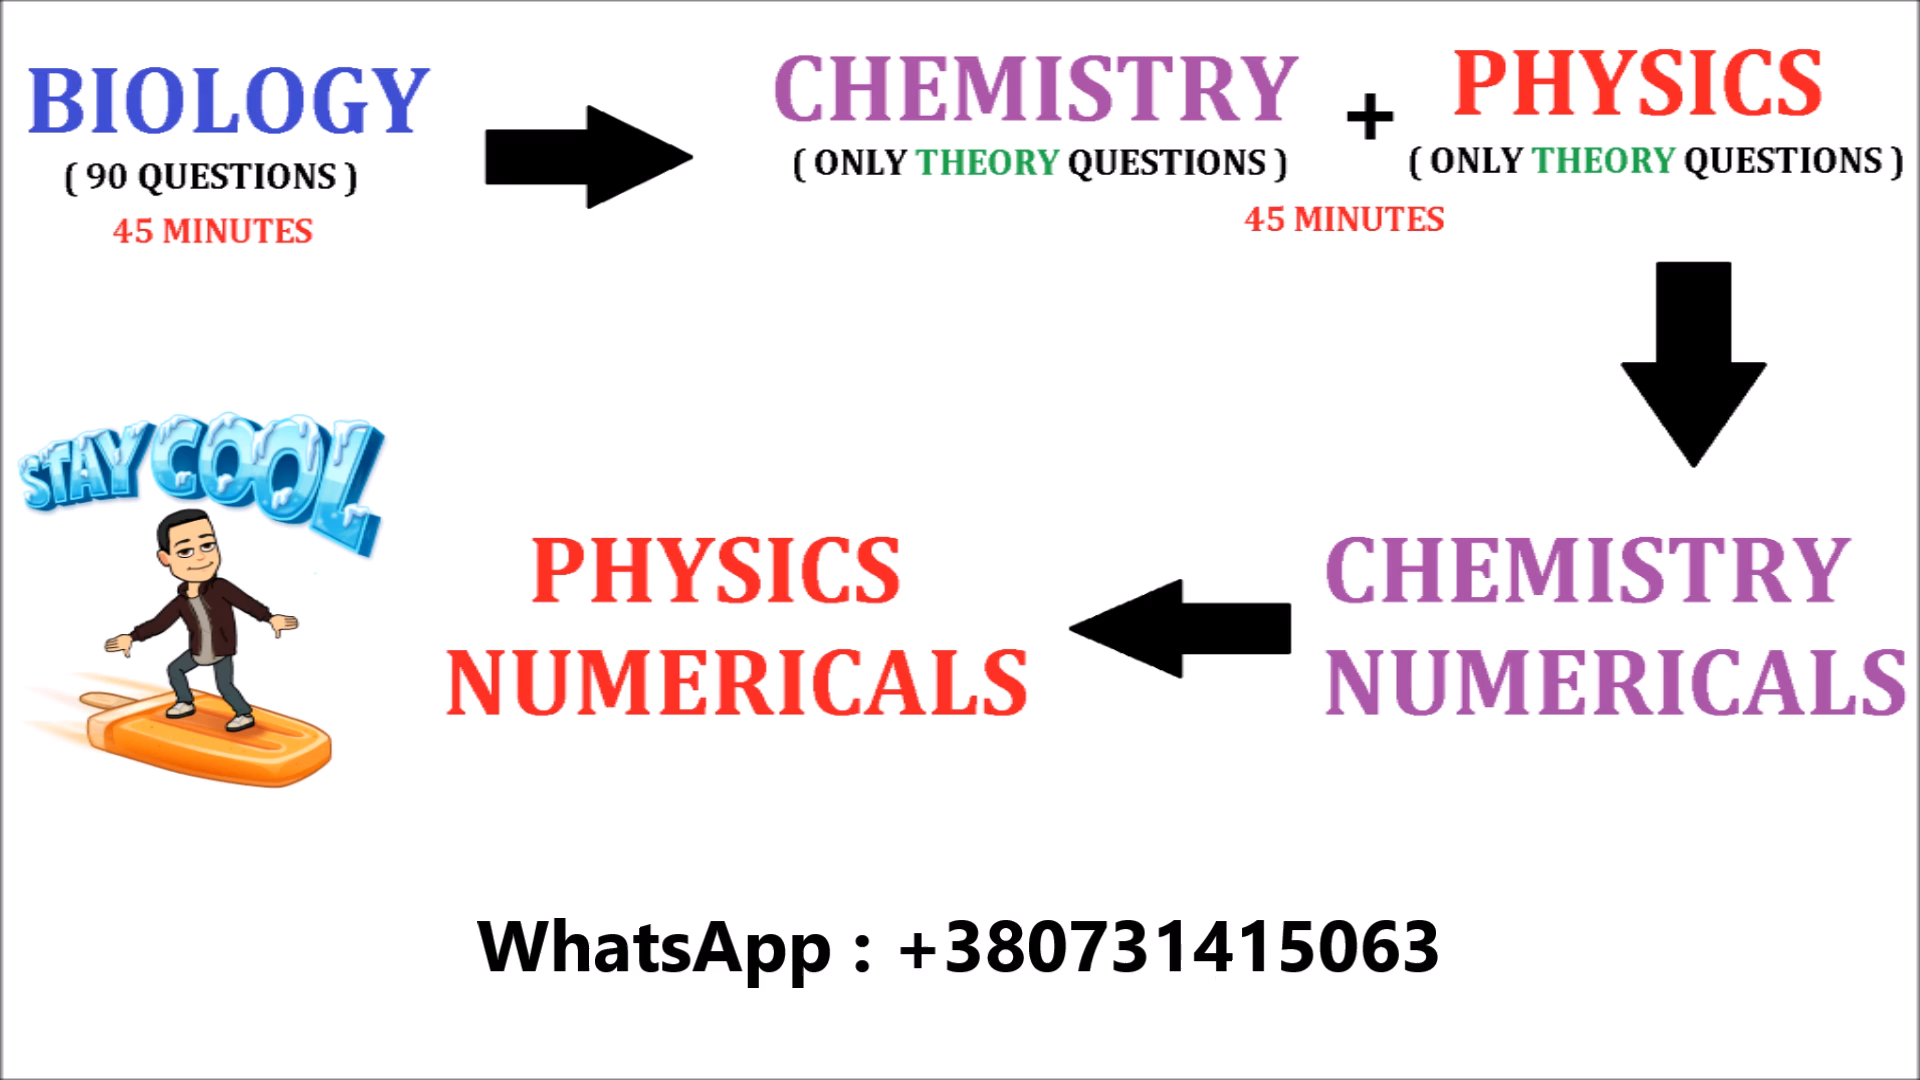 BIOLOGY
( 90 QUESTIONS )
45 MINUTES
CHEMISTRY + PHYSICS
( ONLY THEORY QUESTIONS ) ( ONLY THEORY QUESTIONS )
45 MINUTES
STAY COOL
CHEMISTRY
NUMERICALS
PHYSICS
NUMERICALS
WhatsApp : +380731415063